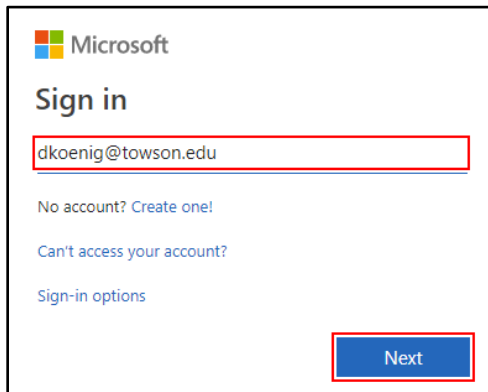 Microsoft
Sign in
dkoenig@towson.edu
No account? Create one!
Can't access your account?
Sign-in options
Next